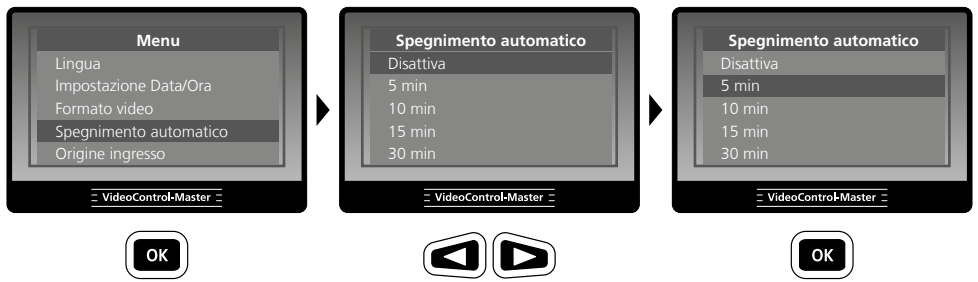 Menu
Lingua
Impostazione Data/Ora
Formato video
Spegnimento automatico
Origine ingresso
VideoControl-Master
OK
Spegnimento automatico
Disattiva
5 min
10 min
15 min
30 min
VideoControl-Master
Spegnimento automatico
Disattiva
5 min
10 min
15 min
30 min
VideoControl-Master
OK